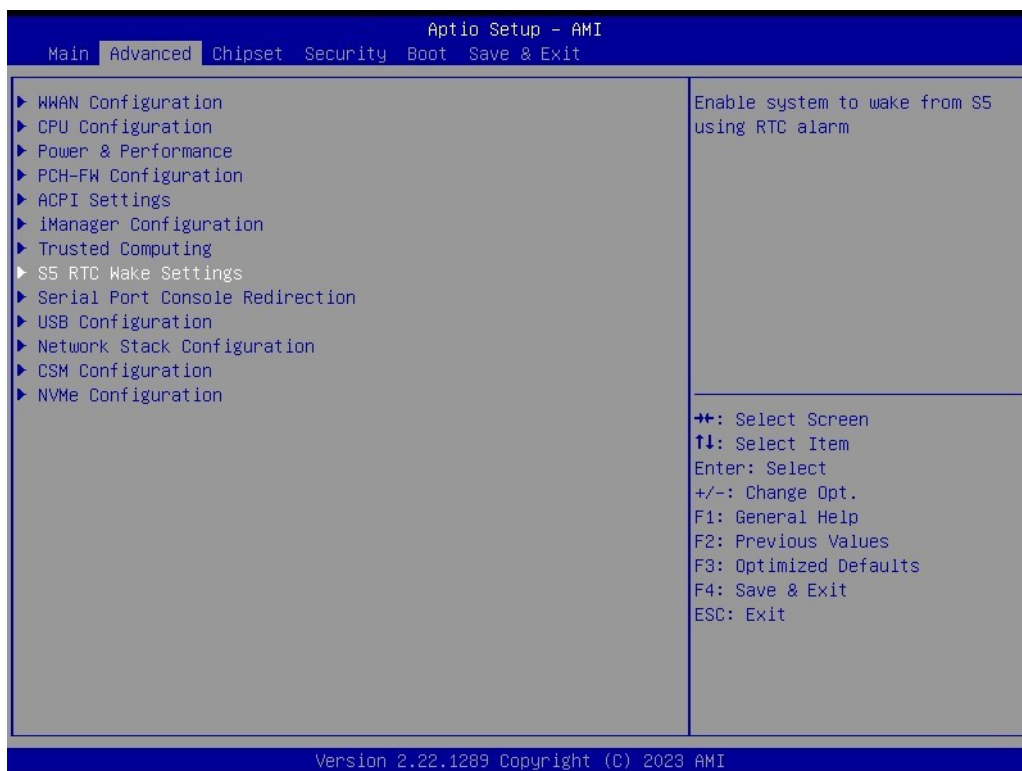 Aptio Setup - AMI
Main Advanced Chipset Security Boot Save & Exit
WWAN Configuration
CPU Configuration
Power & Performance
PCH-FW Configuration
ACPI Settings
iManager Configuration
Trusted Computing
S5 RTC Wake Settings
Serial Port Console Redirection
USB Configuration
Network Stack Configuration
CSM Configuration
NVMe Configuration
Enable system to wake from S5
using RTC alarm
→←: Select Screen
↑↓: Select Item
Enter: Select
+/-: Change Opt.
F1: General Help
F2: Previous Values
F3: Optimized Defaults
F4: Save & Exit
ESC: Exit
Version 2.22.1289 Copyright (C) 2023 AMI